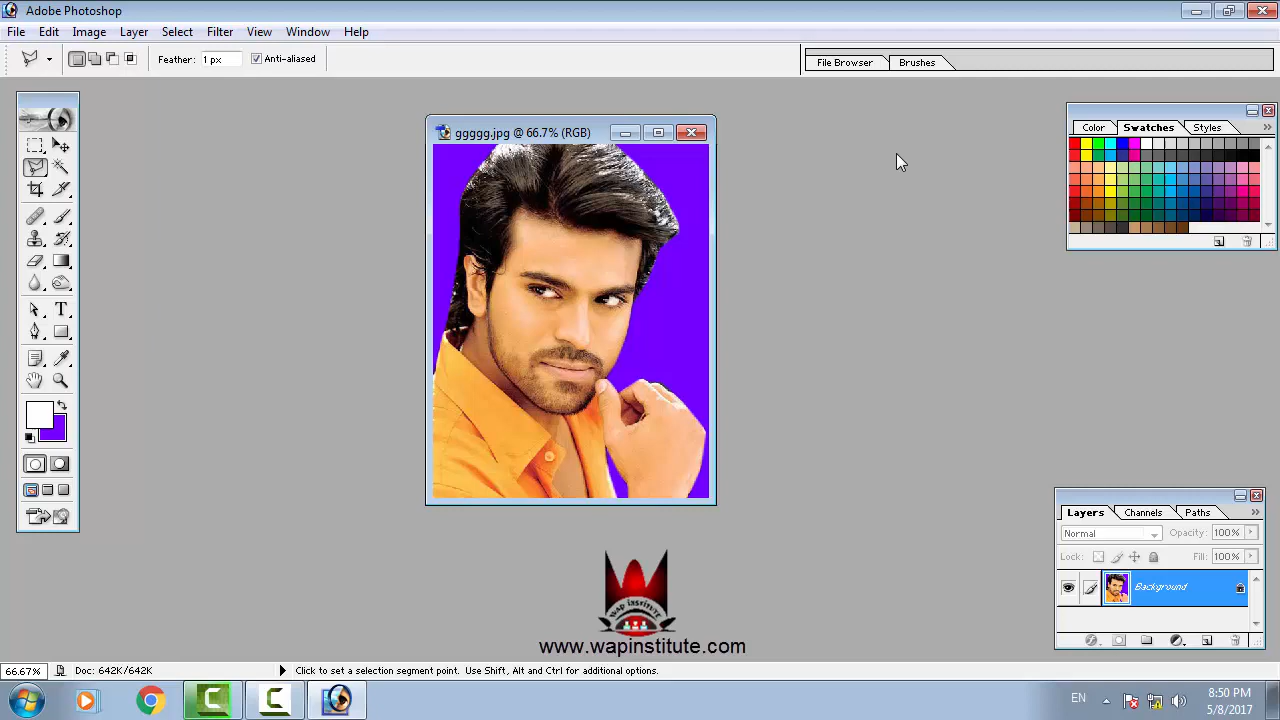 Adobe Photoshop
File Edit Image Layer Select Filter View Window Help
Feather: 1 px Anti-aliased File Browser Brushes
Color Swatches Styles
ggggg.jpg @ 66.7% (RGB)
Layers Channels Paths
Normal Opacity: 100%
Lock: Fill: 100%
Background
Wap institute
www.wapinstitute.com
66.67% Doc: 642K/642K Click to set a selection segment point. Use Shift, Alt and Ctrl for additional options.
EN 8:50 PM
5/8/2017